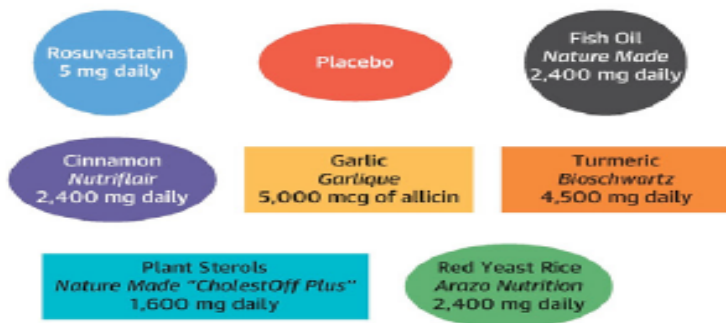 Rosuvastatin
5 mg daily
Placebo
Fish Oil
Nature Made
2,400 mg daily
Cinnamon
Nutriflair
2,400 mg daily
Garlic
Garlique
5,000 mcg of allicin
Turmeric
Bioschwartz
4,500 mg daily
Plant Sterols
Nature Made "CholestOff Plus"
1,600 mg daily
Red Yeast Rice
Arazo Nutrition
2,400 mg daily